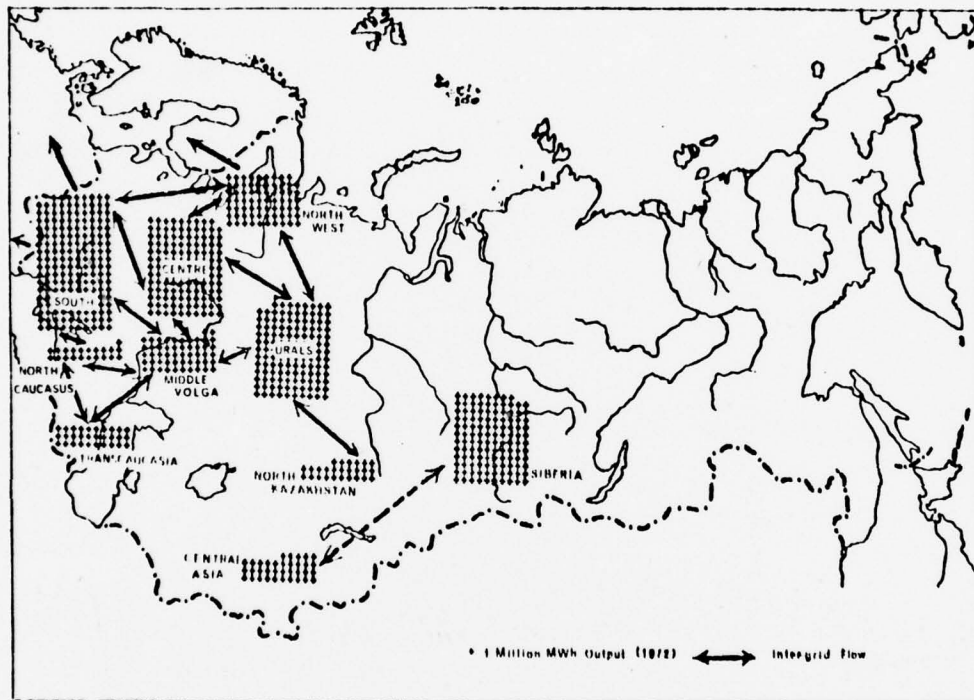 NORTH
WEST
CENTRE
SOUTH
URALS
NORTH
CAUCASUS
MIDDLE
VOLGA
TRANSCAUCASIA
NORTH
KAZAKHSTAN
SIBERIA
CENTRAL
ASIA
1 Million MWh Output (1972)
Intergrid Flow